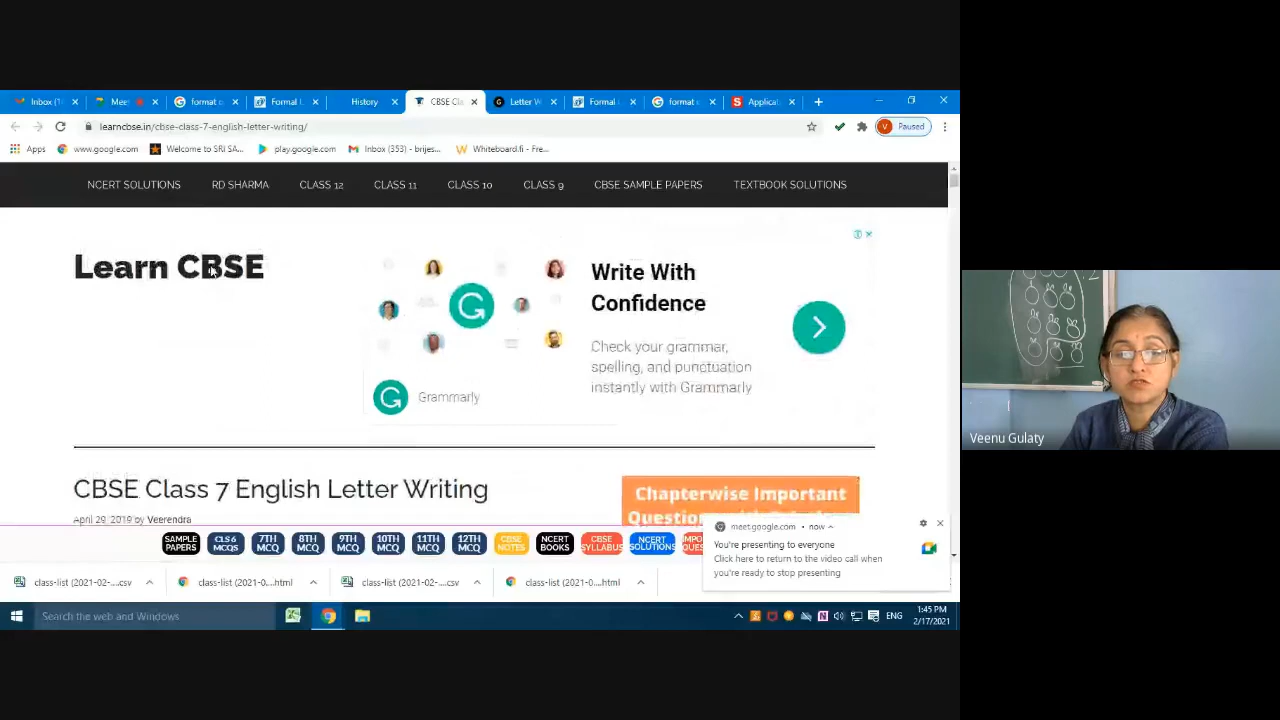 Inbox (1
Mee
format o
Formal L
History
CBSE Cla
Letter W
Formal L
format o
Applicat
learncbse.in/cbse-class-7-english-letter-writing/
Paused
Apps
www.google.com
Welcome to SRI SA...
play.google.com
Inbox (353) - brijes...
Whiteboard.fi - Fre...
NCERT SOLUTIONS
RD SHARMA
CLASS 12
CLASS 11
CLASS 10
CLASS 9
CBSE SAMPLE PAPERS
TEXTBOOK SOLUTIONS
Learn CBSE
Write With
Confidence
Check your grammar,
spelling, and punctuation
instantly with Grammarly
Grammarly
CBSE Class 7 English Letter Writing
April 29, 2019 by Veerendra
Chapterwise Important
SAMPLE PAPERS
CLS 6 MCQS
7TH MCQ
8TH MCQ
9TH MCQ
10TH MCQ
11TH MCQ
12TH MCQ
CBSE NOTES
NCERT BOOKS
CBSE SYLLABUS
NCERT SOLUTIONS
meet.google.com • now
You're presenting to everyone
Click here to return to the video call when
you're ready to stop presenting
class-list (2021-02-....csv
class-list (2021-0....html
class-list (2021-02-....csv
class-list (2021-0....html
Search the web and Windows
ENG
1:45 PM
2/17/2021
Veenu Gulaty